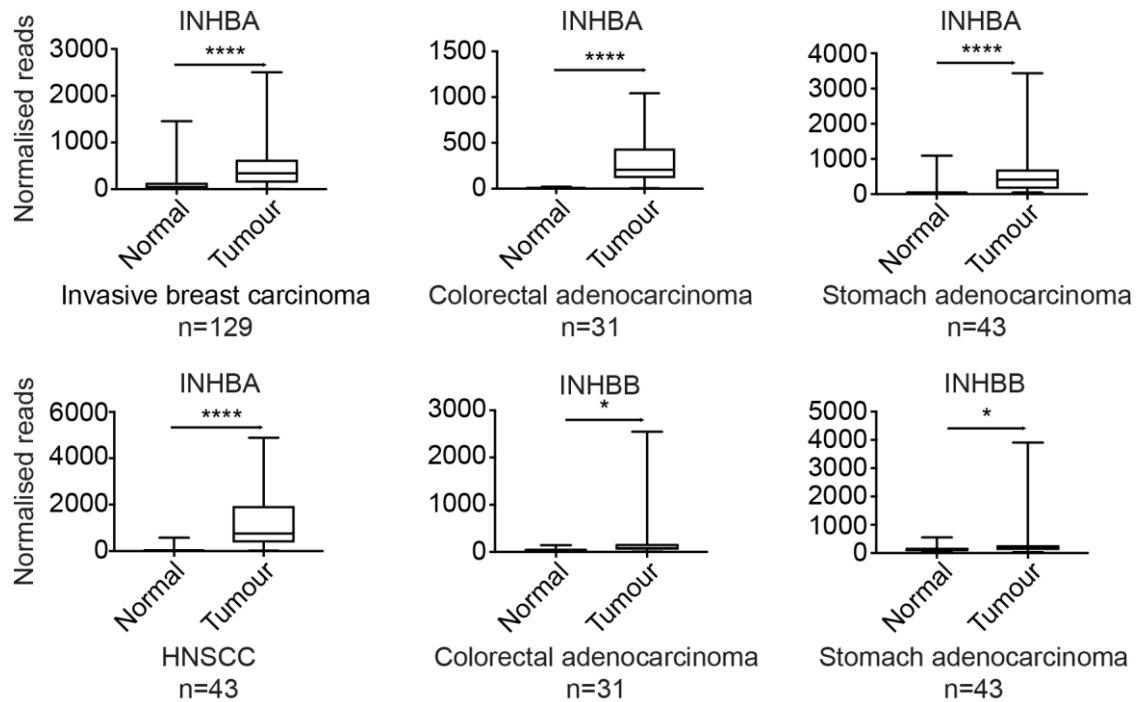 INHBA
Normalised reads
3000
2000
1000
0
****
Normal
Tumour
Invasive breast carcinoma
n=129
INHBA
1500
1000
500
0
****
Normal
Tumour
Colorectal adenocarcinoma
n=31
INHBA
4000
3000
2000
1000
0
****
Normal
Tumour
Stomach adenocarcinoma
n=43
INHBA
Normalised reads
6000
4000
2000
0
****
Normal
Tumour
HNSCC
n=43
INHBB
3000
2000
1000
0
*
Normal
Tumour
Colorectal adenocarcinoma
n=31
INHBB
5000
4000
3000
2000
1000
0
*
Normal
Tumour
Stomach adenocarcinoma
n=43